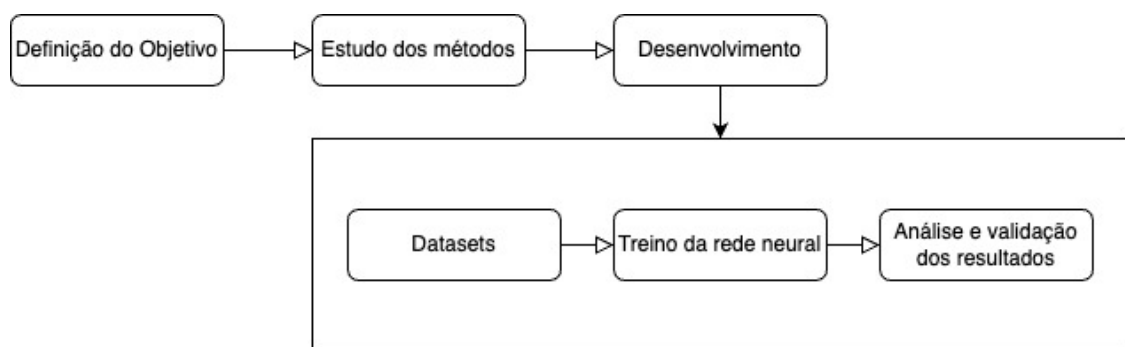 Definição do Objetivo
Estudo dos métodos
Desenvolvimento
Datasets
Treino da rede neural
Análise e validação
dos resultados